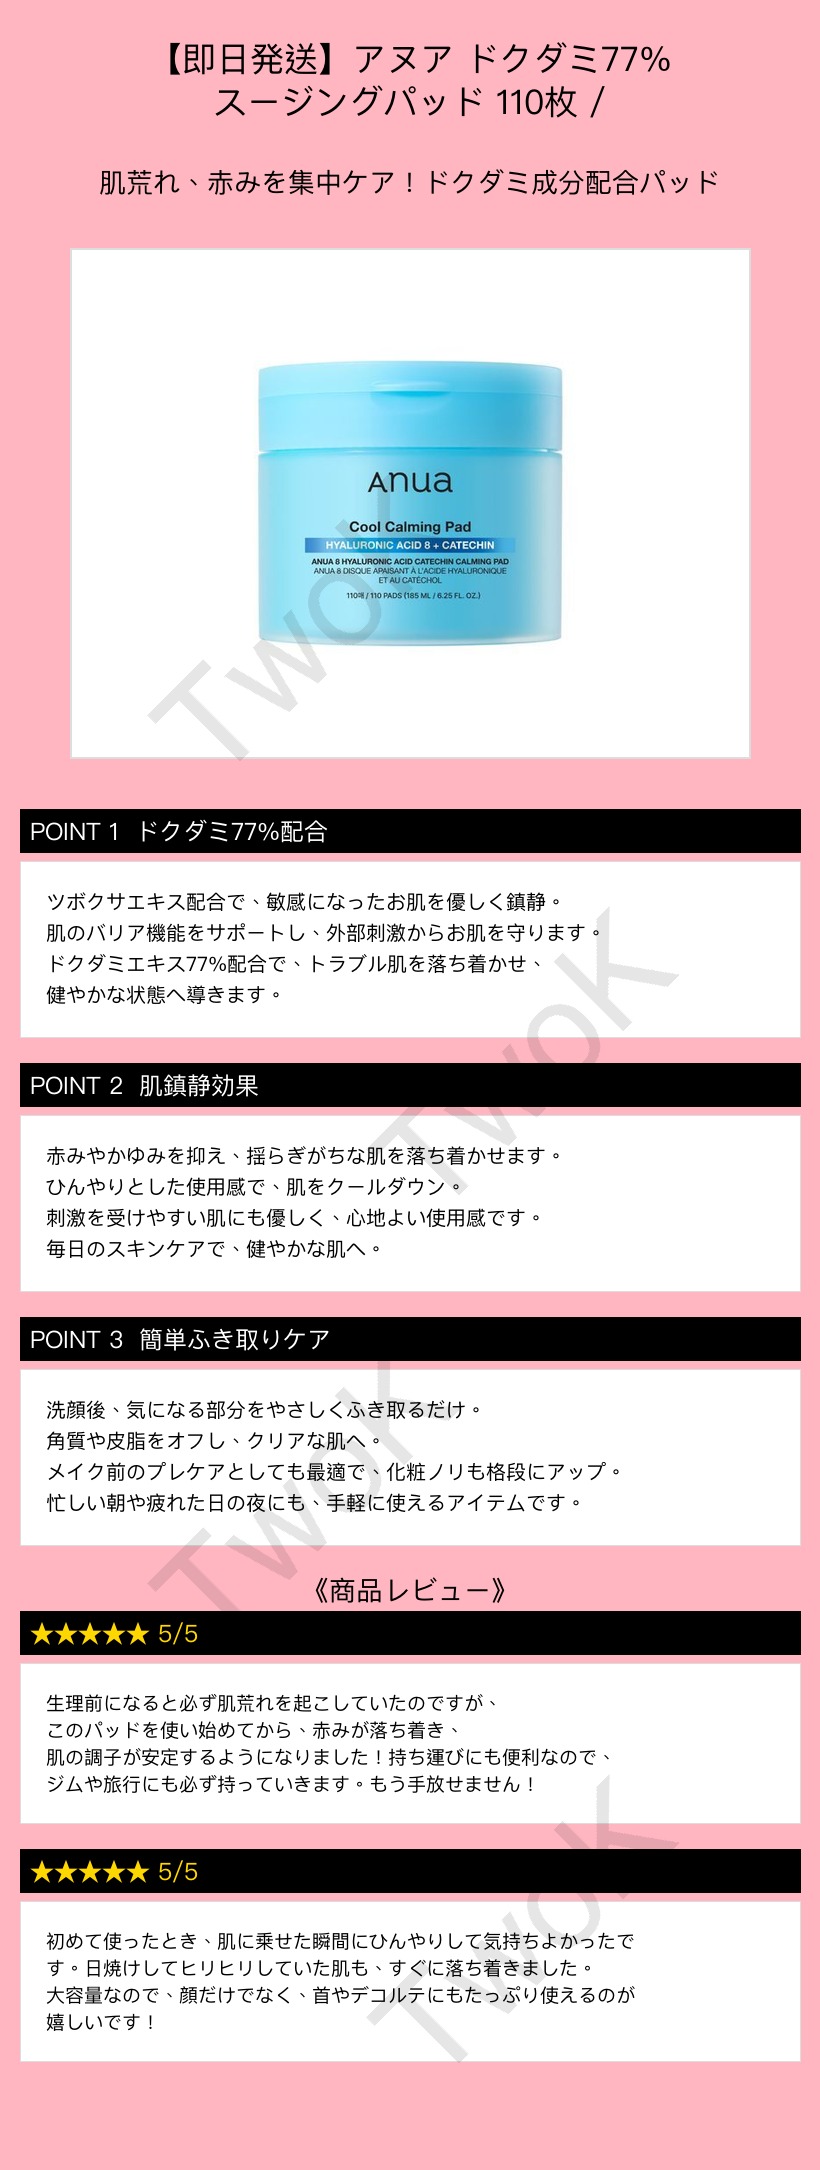 【即日発送】アヌア ドクダミ77%
スージングパッド 110枚 /
肌荒れ、赤みを集中ケア！ドクダミ成分配合パッド
Anua
Cool Calming Pad
HYALURONIC ACID 8 + CATECHIN
ANUA 8 HYALURONIC ACID CATECHIN CALMING PAD
ANUA 8 DISQUE APAISANT À L'ACIDE HYALURONIQUE
ET AU CATÉCHOL
110매 / 110 PADS (185 ML / 6.25 FL. OZ.)
TwoK
POINT 1 ドクダミ77%配合
ツボクサエキス配合で、敏感になったお肌を優しく鎮静。
肌のバリア機能をサポートし、外部刺激からお肌を守ります。
ドクダミエキス77%配合で、トラブル肌を落ち着かせ、
健やかな状態へ導きます。
TwoK
POINT 2 肌鎮静効果
赤みやかゆみを抑え、揺らぎがちな肌を落ち着かせます。
ひんやりとした使用感で、肌をクールダウン。
刺激を受けやすい肌にも優しく、心地よい使用感です。
毎日のスキンケアで、健やかな肌へ。
POINT 3 簡単ふき取りケア
洗顔後、気になる部分をやさしくふき取るだけ。
角質や皮脂をオフし、クリアな肌へ。
メイク前のプレケアとしても最適で、化粧ノリも格段にアップ。
忙しい朝や疲れた日の夜にも、手軽に使えるアイテムです。
TwoK
《商品レビュー》
★★★★★ 5/5
生理前になると必ず肌荒れを起こしていたのですが、
このパッドを使い始めてから、赤みが落ち着き、
肌の調子が安定するようになりました！持ち運びにも便利なので、
ジムや旅行にも必ず持っていきます。もう手放せません！
★★★★★ 5/5
初めて使ったとき、肌に乗せた瞬間にひんやりして気持ちよかったで
す。日焼けしてヒリヒリしていた肌も、すぐに落ち着きました。
大容量なので、顔だけでなく、首やデコルテにもたっぷり使えるのが
嬉しいです！
TwoK